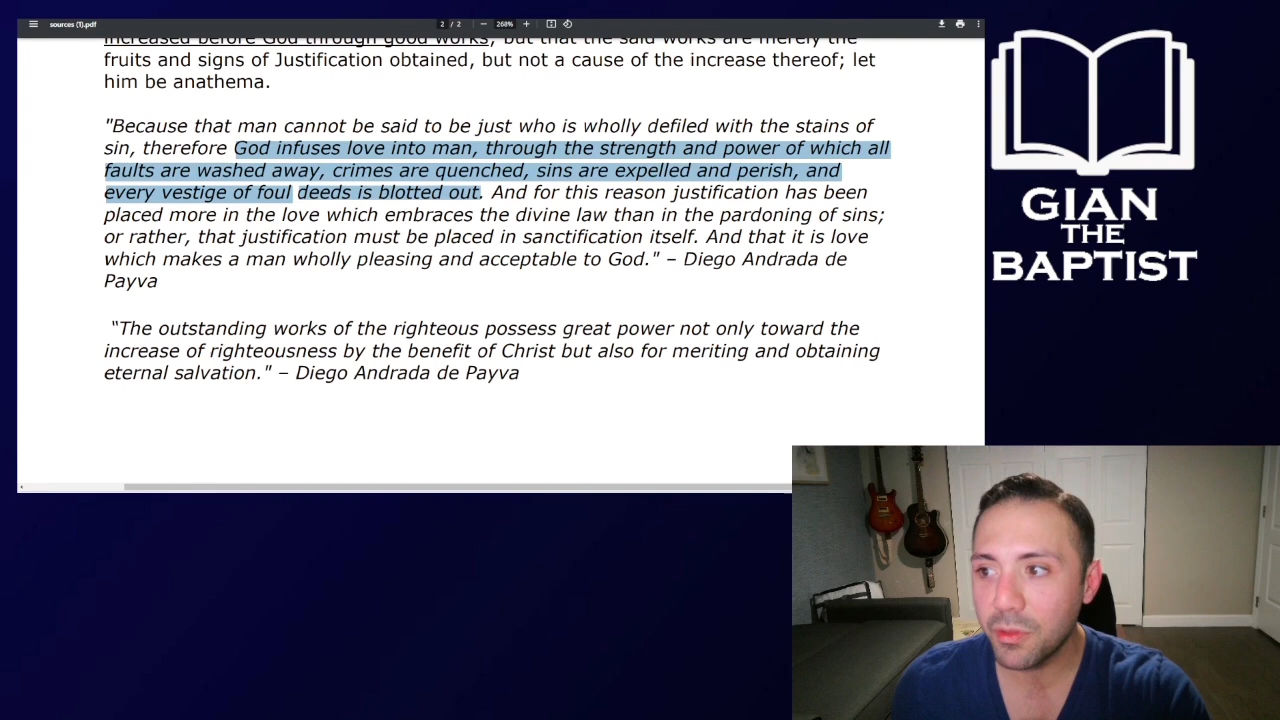 sources (1).pdf
2 / 2
268%
increased before God through good works, but that the said works are merely the
fruits and signs of Justification obtained, but not a cause of the increase thereof; let
him be anathema.
"Because that man cannot be said to be just who is wholly defiled with the stains of
sin, therefore God infuses love into man, through the strength and power of which all
faults are washed away, crimes are quenched, sins are expelled and perish, and
every vestige of foul deeds is blotted out. And for this reason justification has been
placed more in the love which embraces the divine law than in the pardoning of sins;
or rather, that justification must be placed in sanctification itself. And that it is love
which makes a man wholly pleasing and acceptable to God." – Diego Andrada de
Payva
“The outstanding works of the righteous possess great power not only toward the
increase of righteousness by the benefit of Christ but also for meriting and obtaining
eternal salvation." – Diego Andrada de Payva
GIAN
THE
BAPTIST